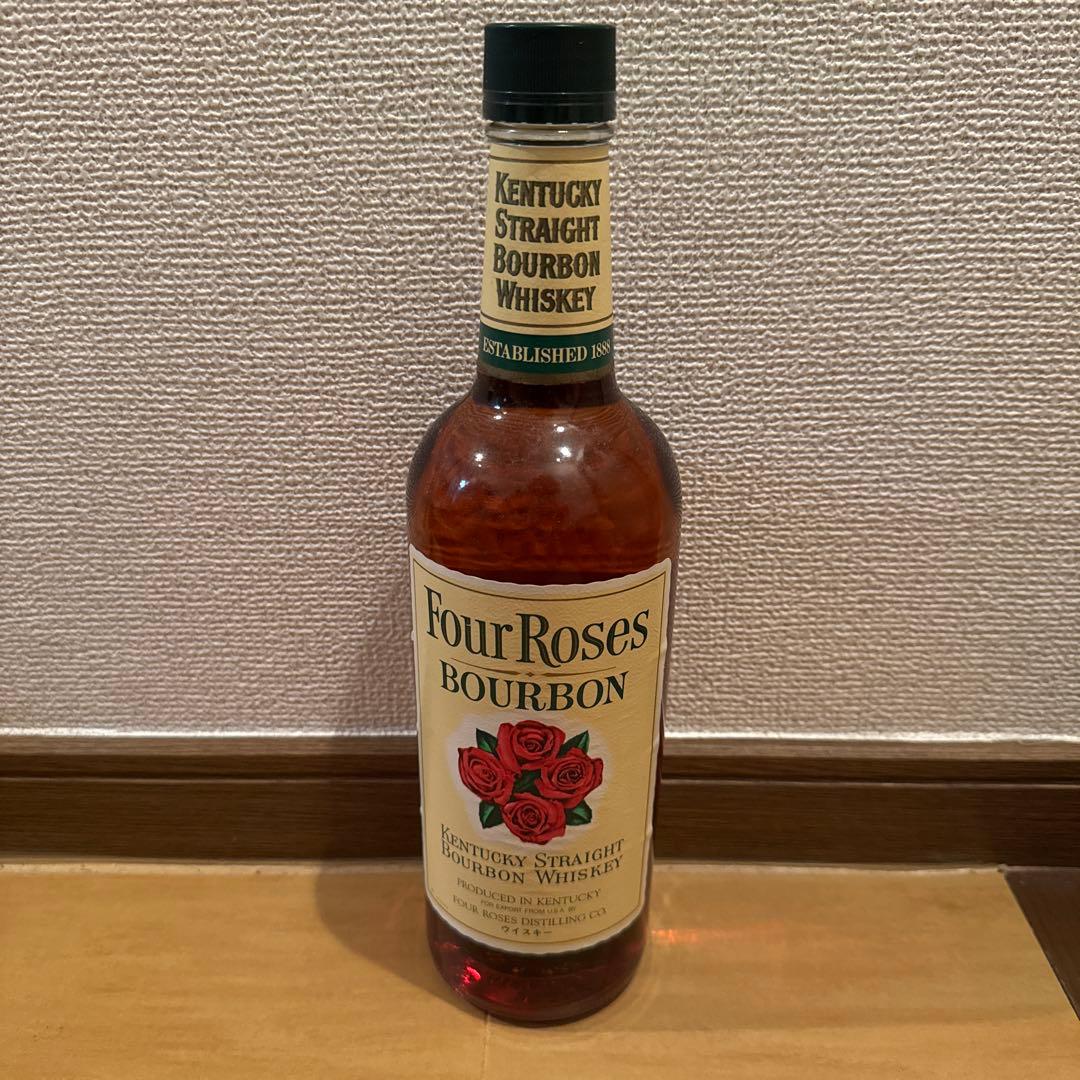 KENTUCKY
STRAIGHT
BOURBON
WHISKEY
ESTABLISHED 1888
Four Roses
BOURBON
KENTUCKY STRAIGHT
BOURBON WHISKEY
PRODUCED IN KENTUCKY
FOR EXPORT FROM U.S.A. BY
FOUR ROSES DISTILLING CO.
ウイスキー